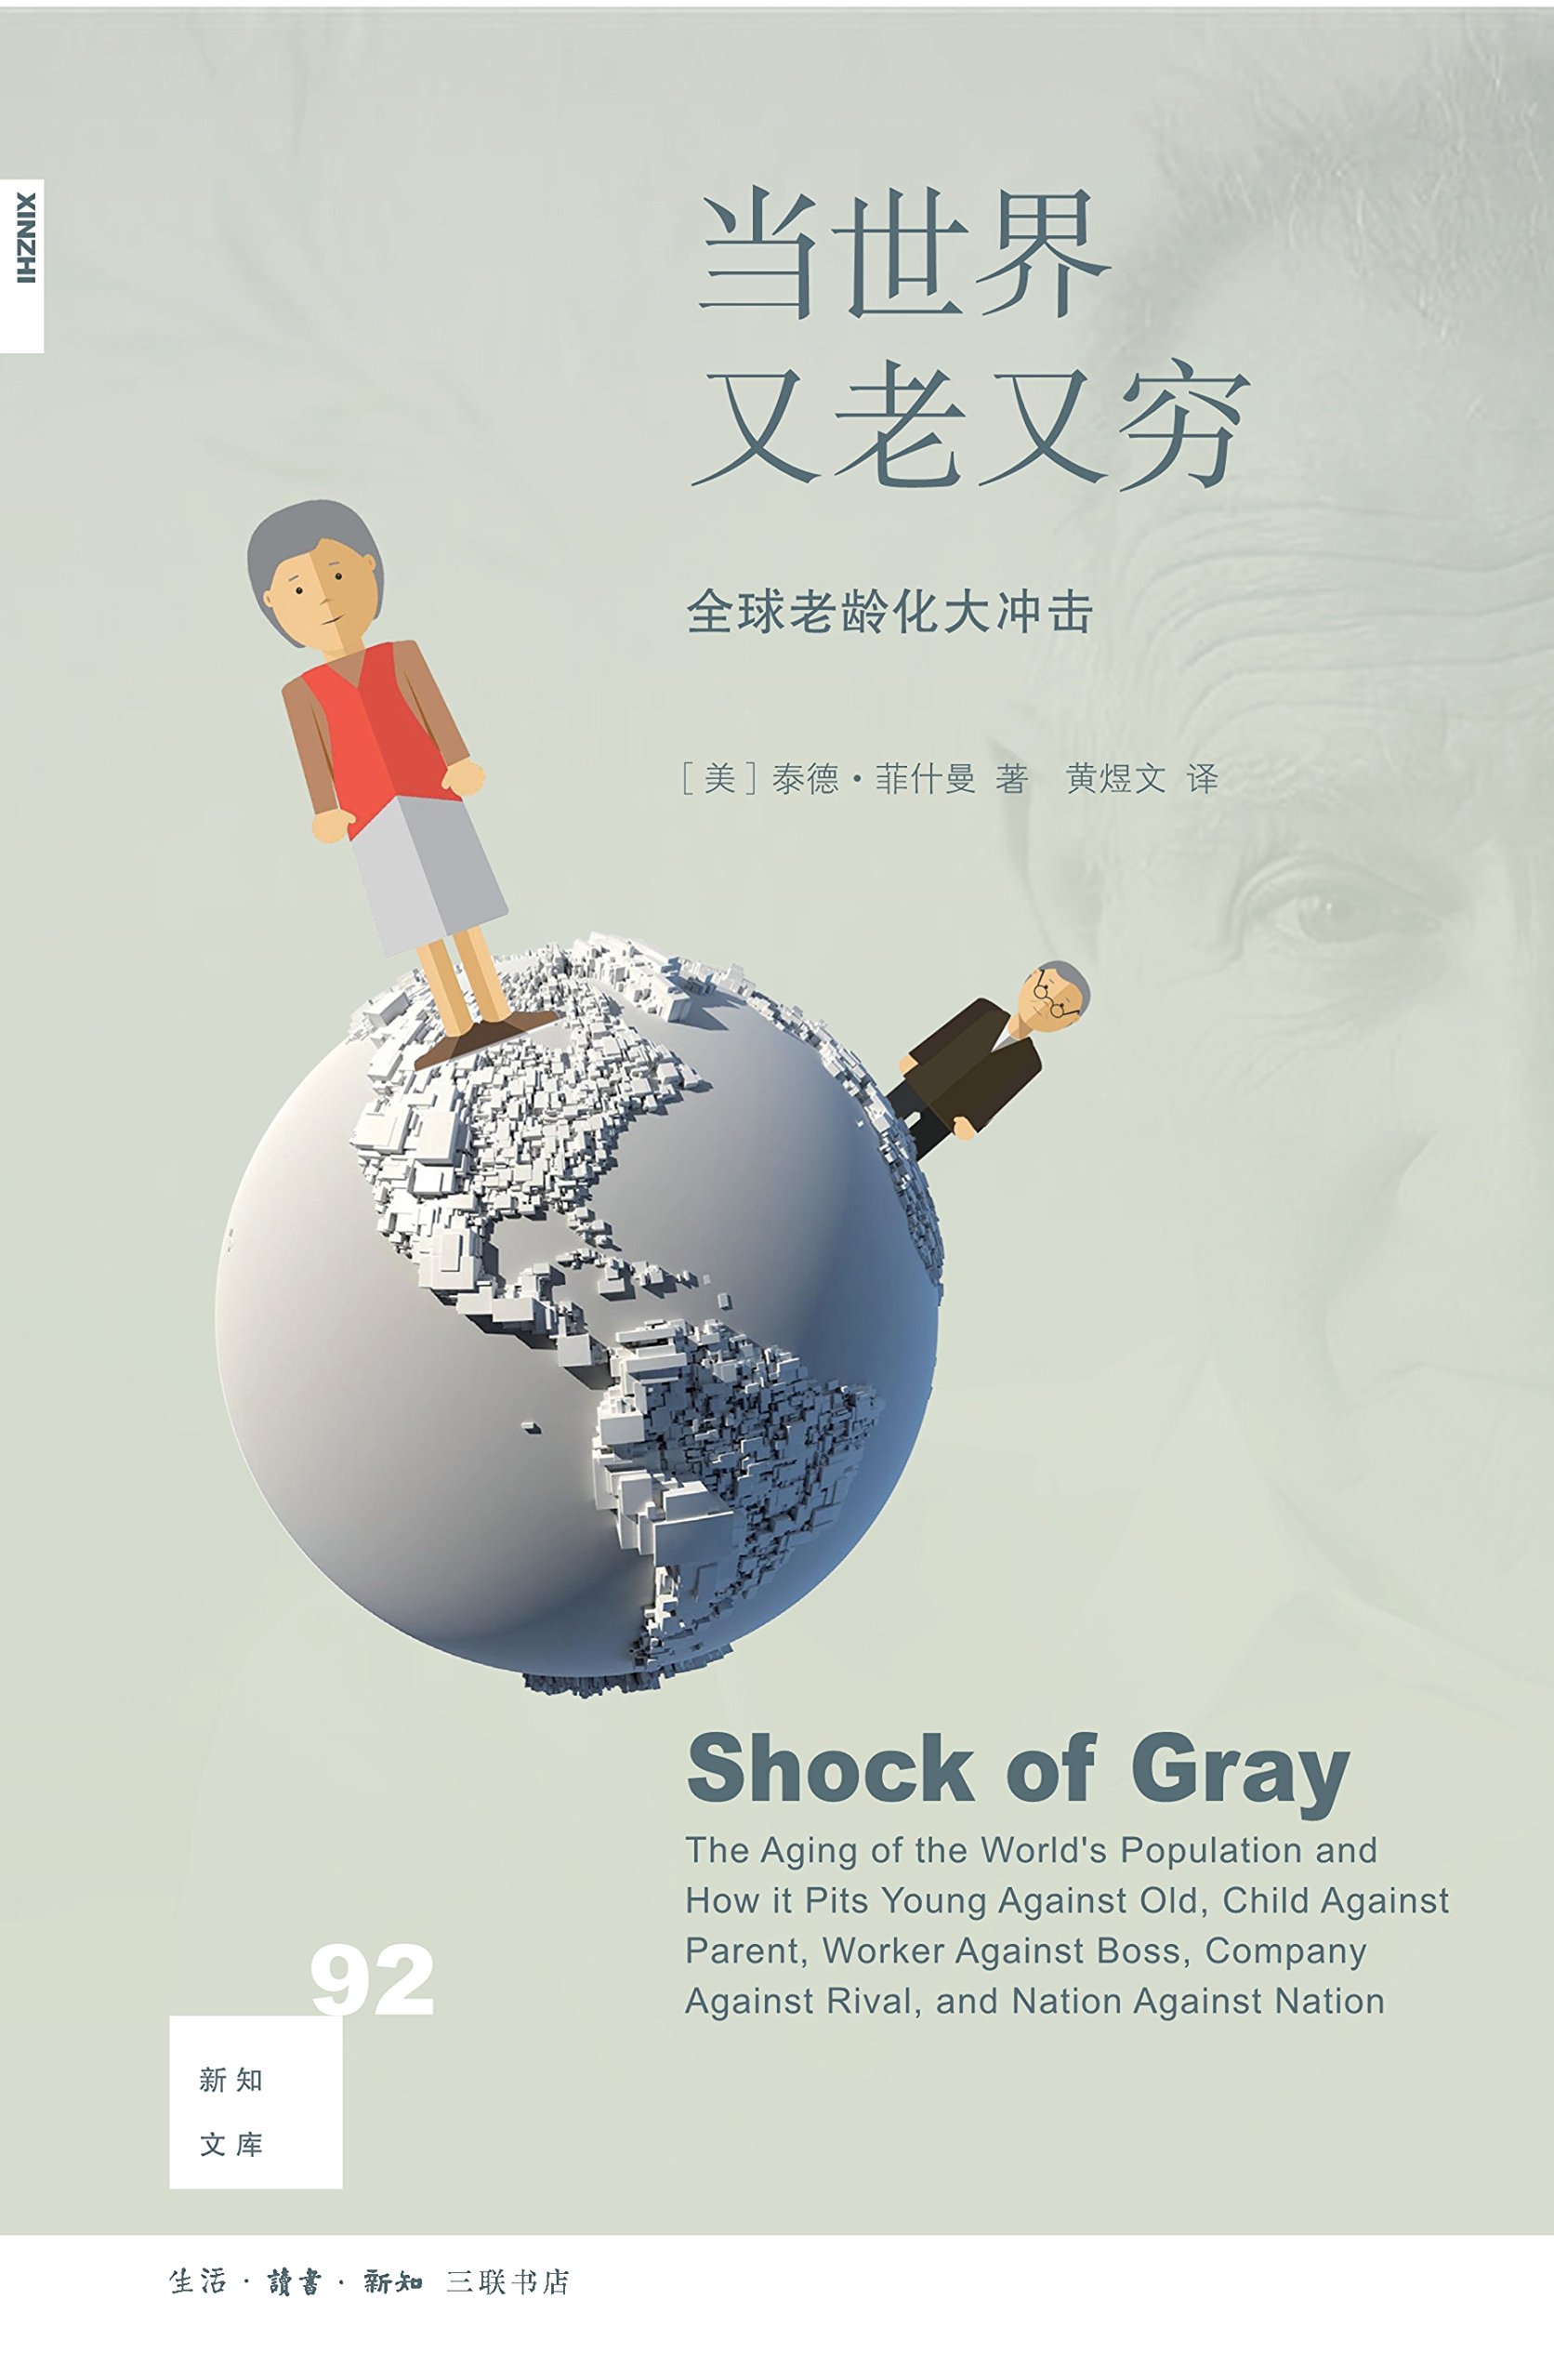 XINZHI
当世界
又老又穷
全球老龄化大冲击
［美］泰德·菲什曼 著 黄煜文 译
Shock of Gray
The Aging of the World's Population and
How it Pits Young Against Old, Child Against
Parent, Worker Against Boss, Company
Against Rival, and Nation Against Nation
92
新知
文库
生活·讀書·新知 三联书店